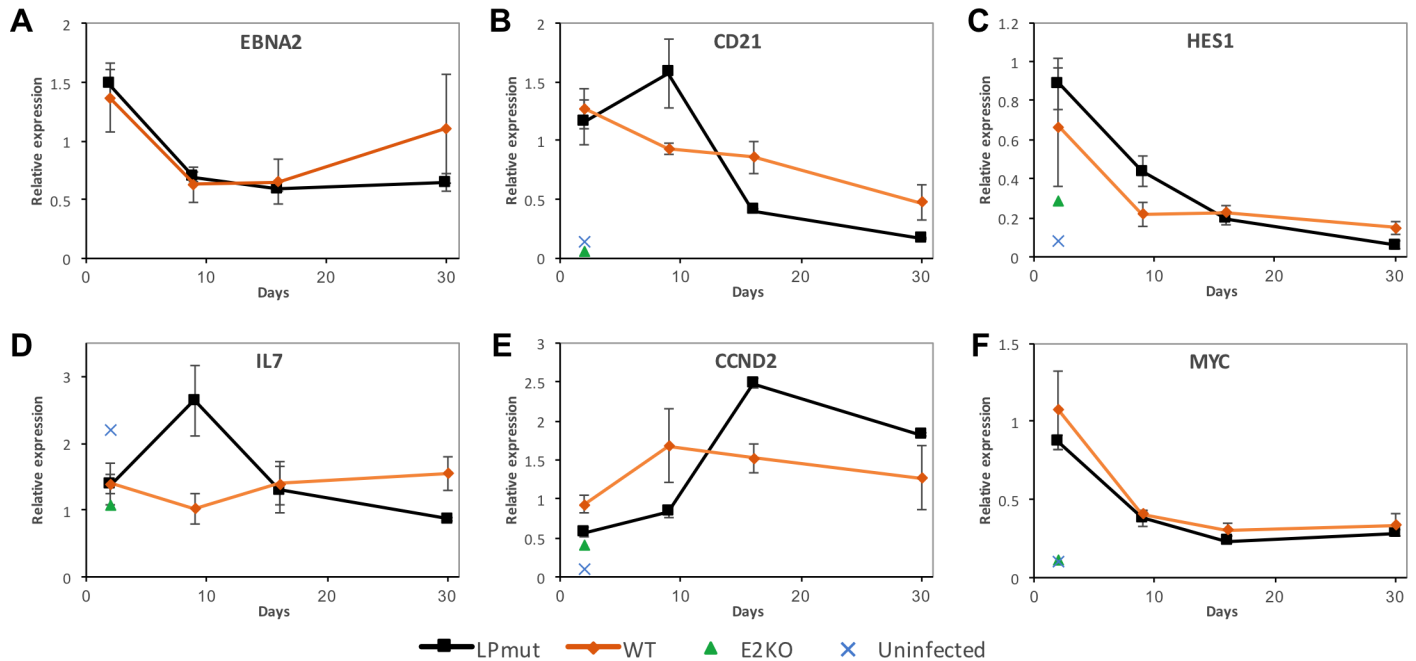 A
EBNA2
Relative expression
2
1.5
1
0.5
0
0 10 20 30
Days
B
CD21
Relative expression
2
1.5
1
0.5
0
0 10 20 30
Days
C
HES1
Relative expression
1.2
1
0.8
0.6
0.4
0.2
0
0 10 20 30
Days
D
IL7
Relative expression
3
2
1
0
0 10 20 30
Days
E
CCND2
Relative expression
3
2.5
2
1.5
1
0.5
0
0 10 20 30
Days
F
MYC
Relative expression
1.5
1
0.5
0
0 10 20 30
Days
LPmut WT E2KO Uninfected